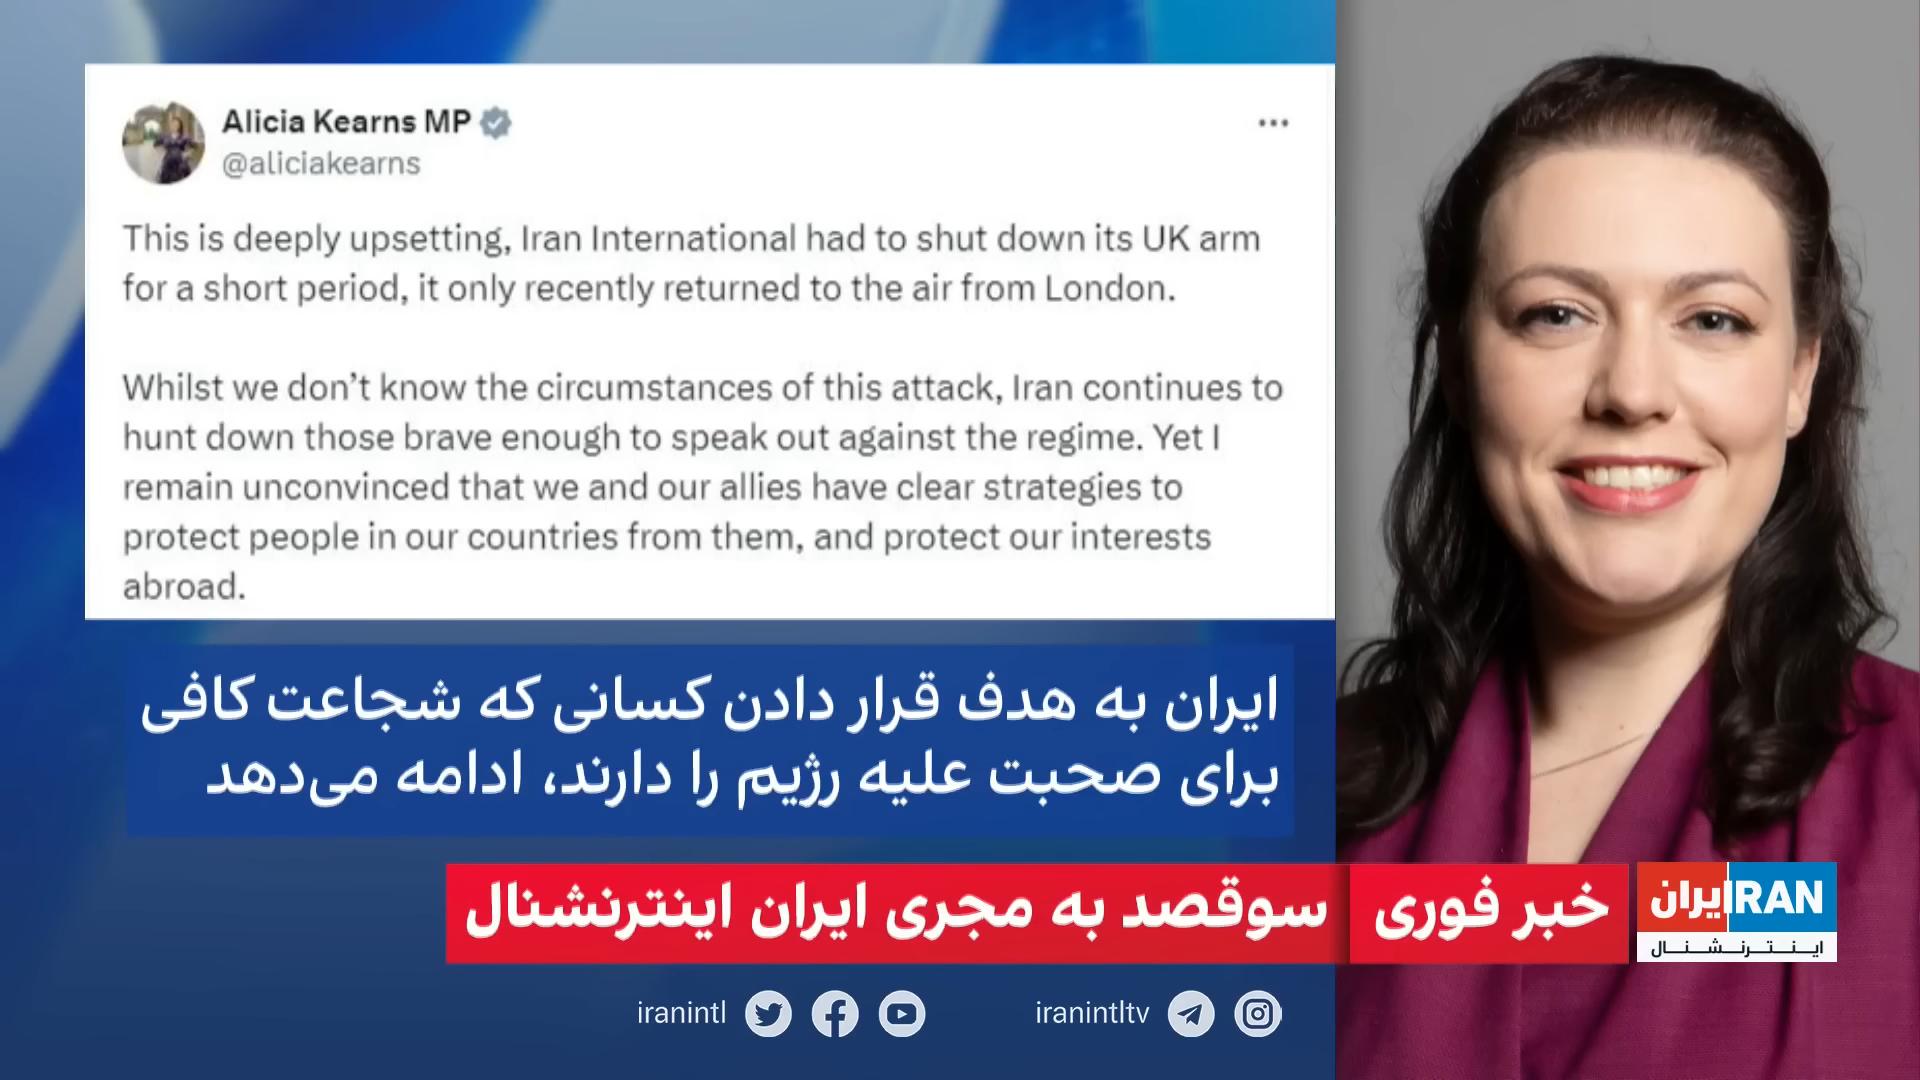 Alicia Kearns MP
@aliciakearns
This is deeply upsetting, Iran International had to shut down its UK arm
for a short period, it only recently returned to the air from London.
Whilst we don’t know the circumstances of this attack, Iran continues to
hunt down those brave enough to speak out against the regime. Yet I
remain unconvinced that we and our allies have clear strategies to
protect people in our countries from them, and protect our interests
abroad.
ایران به هدف قرار دادن کسانی که شجاعت کافی
برای صحبت علیه رژیم را دارند، ادامه می‌دهد
خبر فوری
سوقصد به مجری ایران اینترنشنال
ایران IRAN
اینترنشنال
iranintl
iranintltv